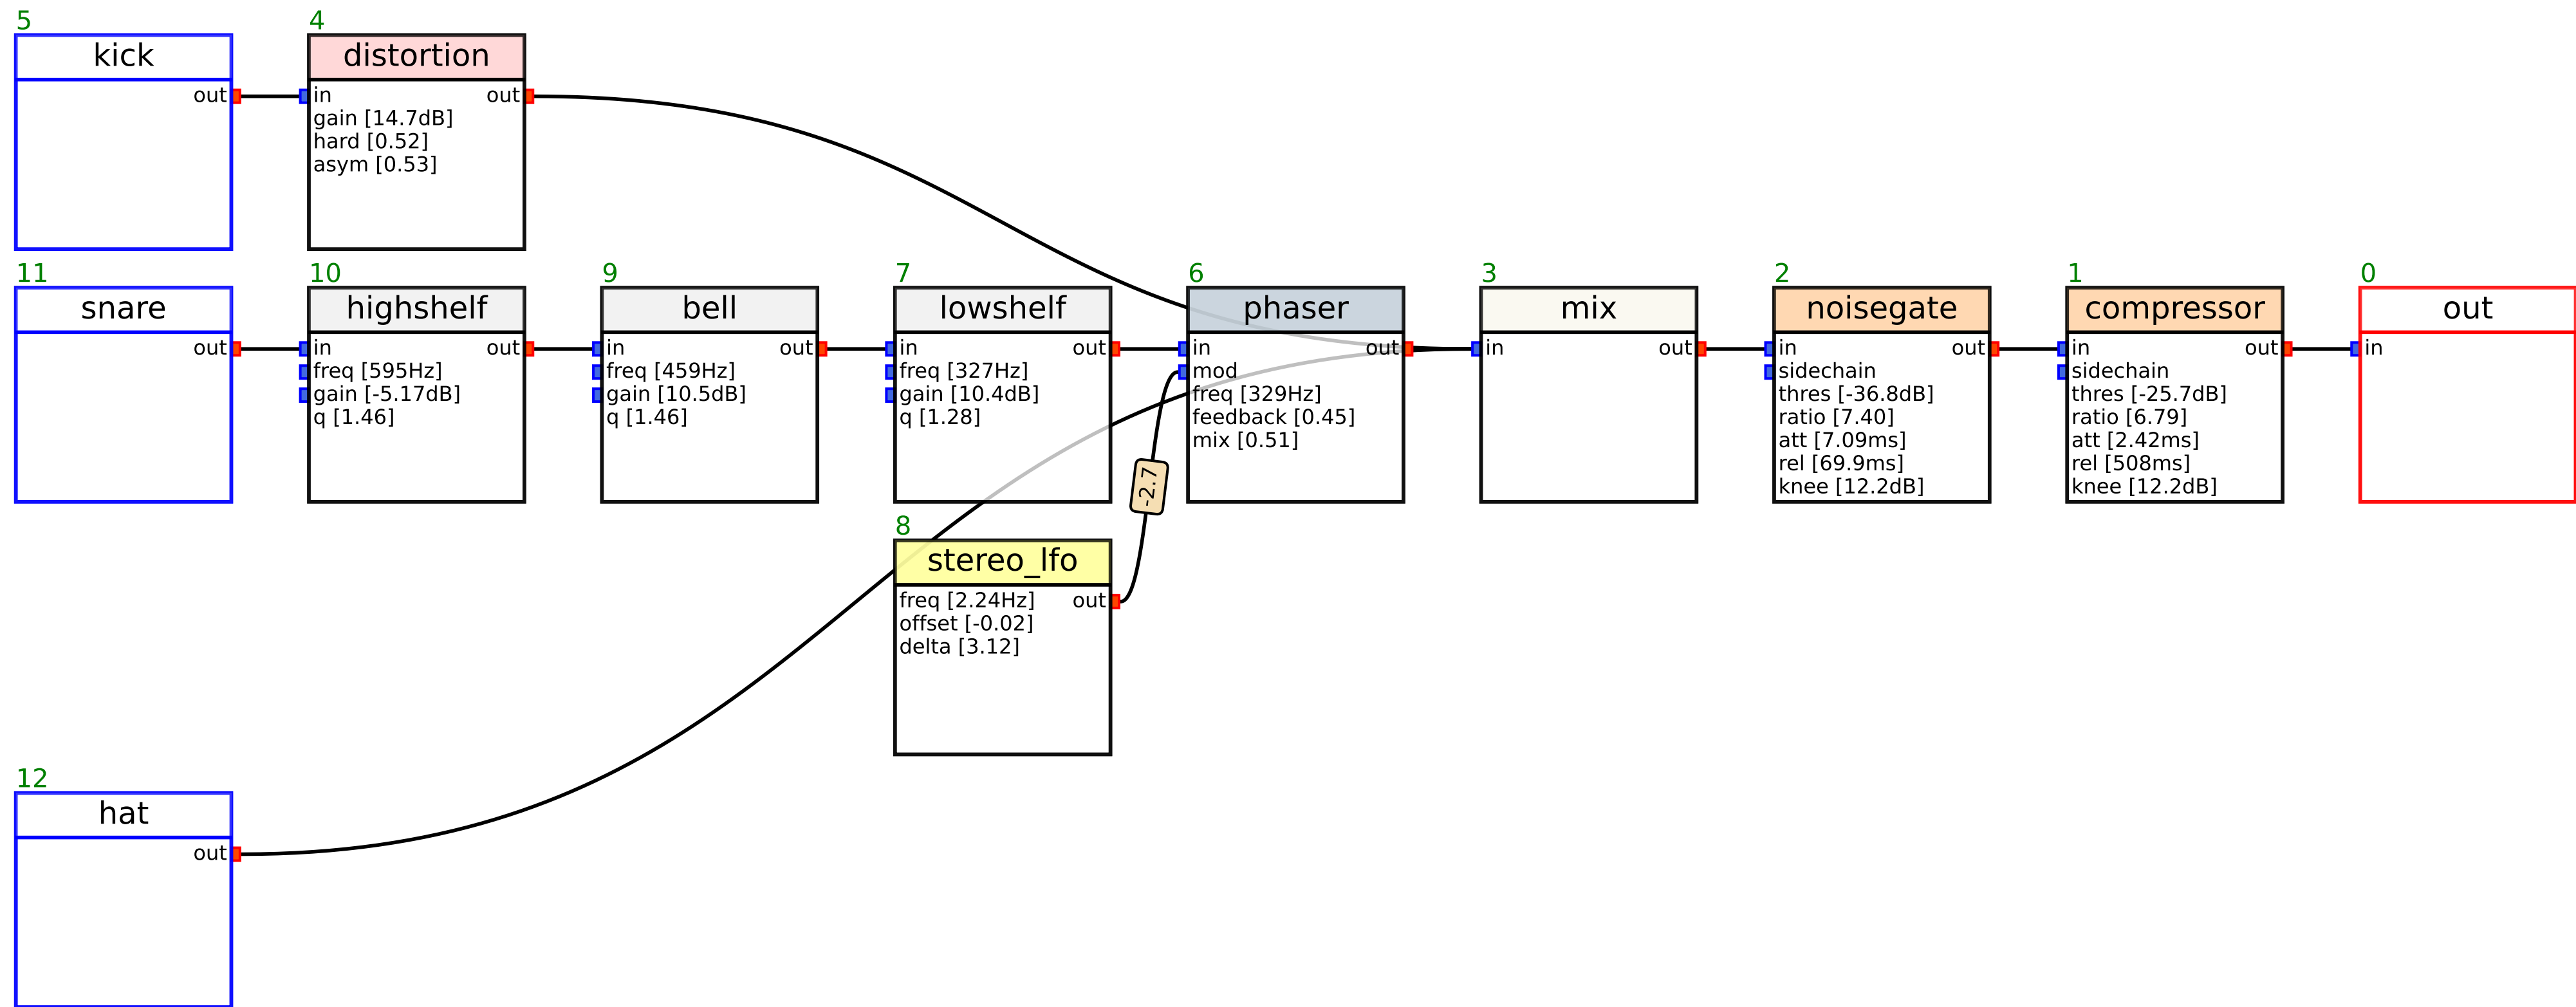 5
kick
out
4
distortion
in out
gain [14.7dB]
hard [0.52]
asym [0.53]
11
snare
out
10
highshelf
in out
freq [595Hz]
gain [-5.17dB]
q [1.46]
9
bell
in out
freq [459Hz]
gain [10.5dB]
q [1.46]
7
lowshelf
in out
freq [327Hz]
gain [10.4dB]
q [1.28]
6
phaser
in out
mod
freq [329Hz]
feedback [0.45]
mix [0.51]
3
mix
in out
2
noisegate
in out
sidechain
thres [-36.8dB]
ratio [7.40]
att [7.09ms]
rel [69.9ms]
knee [12.2dB]
1
compressor
in out
sidechain
thres [-25.7dB]
ratio [6.79]
att [2.42ms]
rel [508ms]
knee [12.2dB]
0
out
in
-2.7
8
stereo_lfo
freq [2.24Hz] out
offset [-0.02]
delta [3.12]
12
hat
out